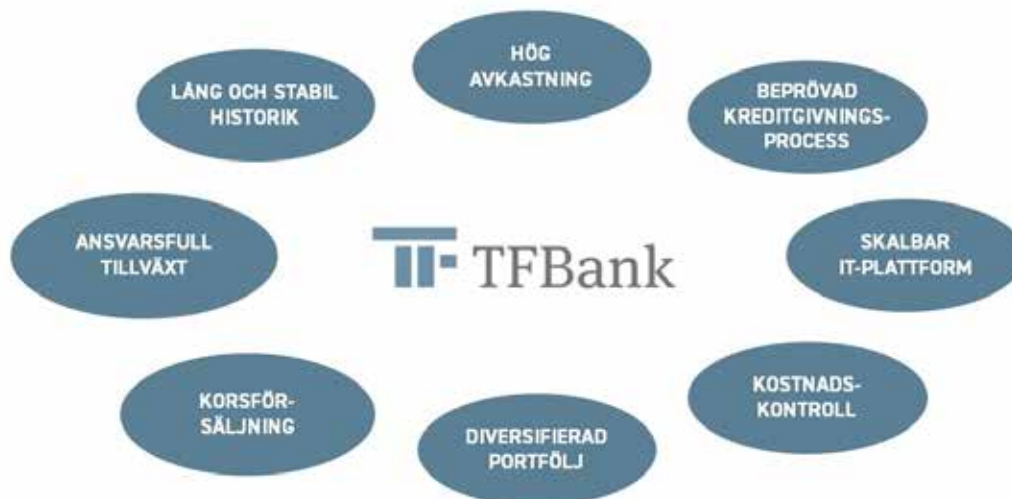 HÖG
AVKASTNING
LÅNG OCH STABIL
HISTORIK
BEPRÖVAD
KREDITGIVNINGS-
PROCESS
ANSVARSFULL
TILLVÄXT
TFBank
SKALBAR
IT-PLATTFORM
KORSFÖR-
SÄLJNING
DIVERSIFIERAD
PORTFÖLJ
KOSTNADS-
KONTROLL